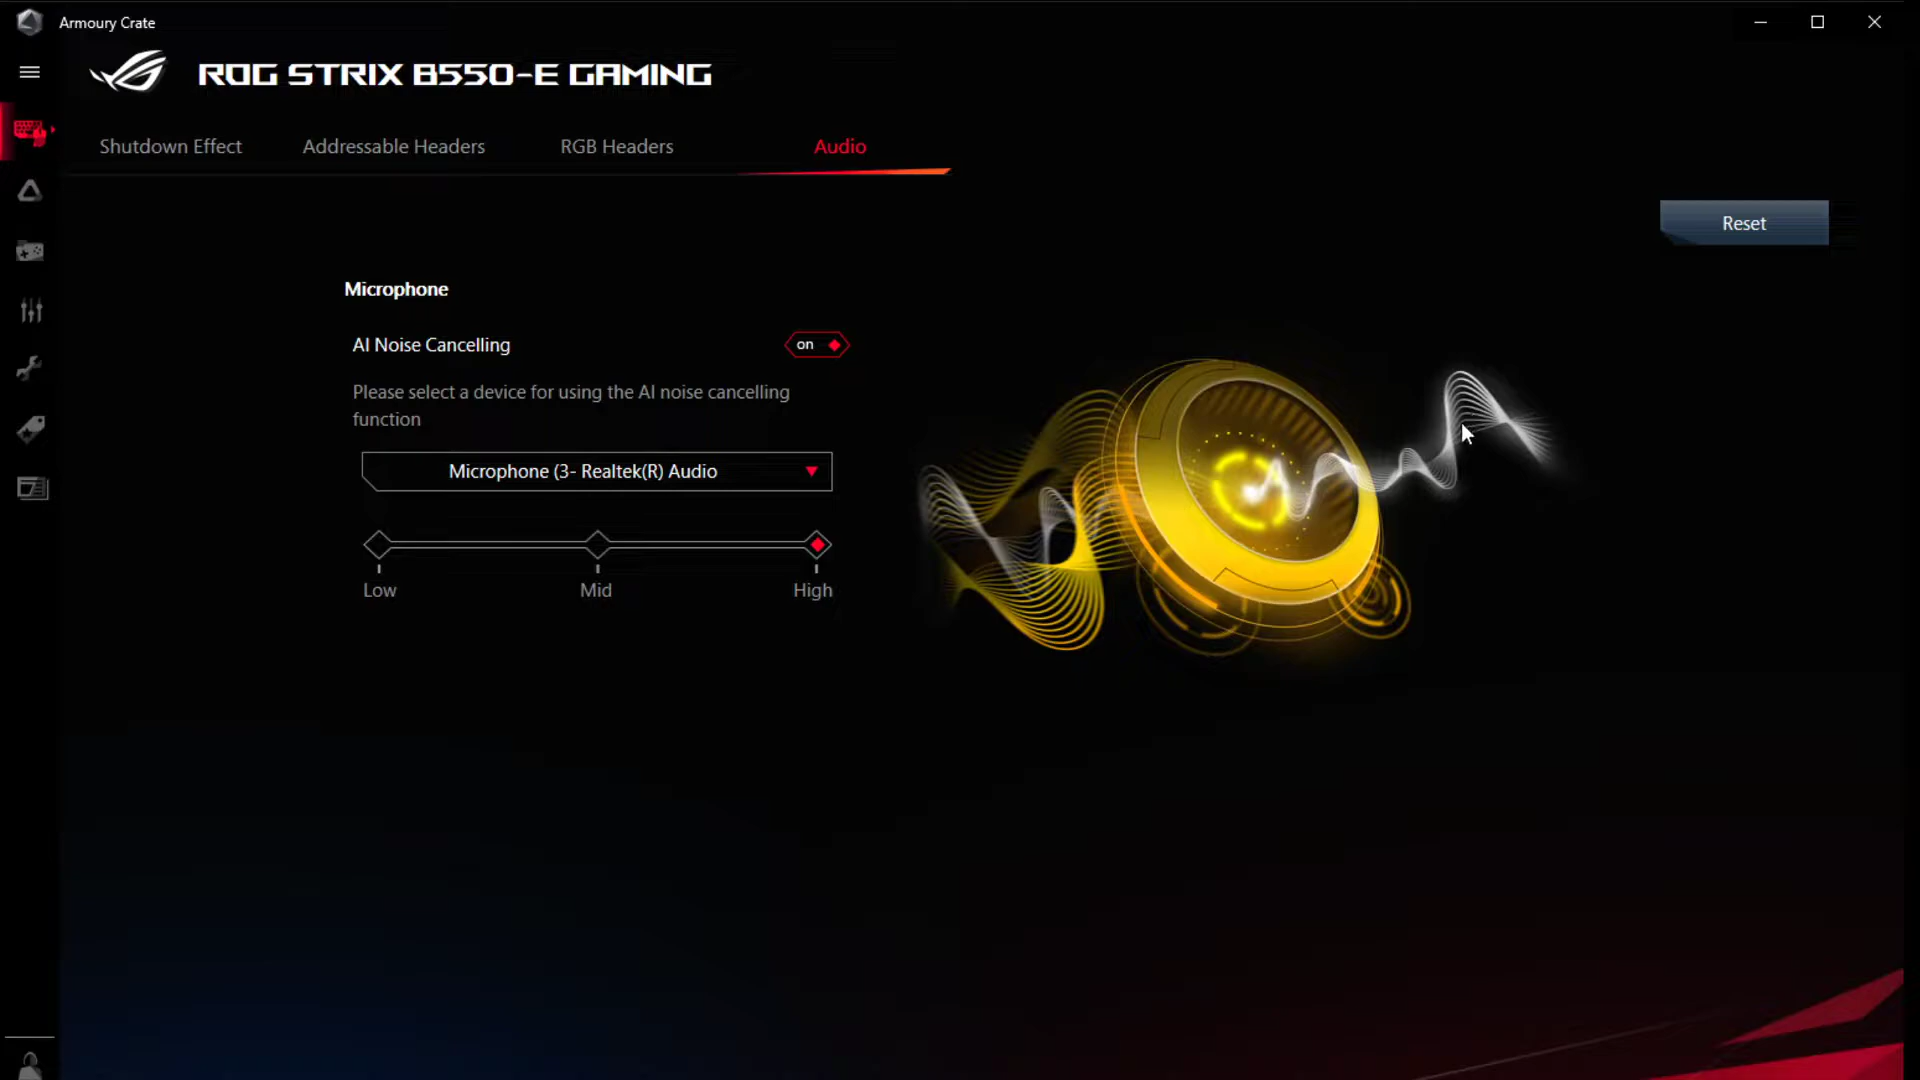 Armoury Crate
ROG STRIX B550-E GAMING
Shutdown Effect
Addressable Headers
RGB Headers
Audio
Reset
Microphone
AI Noise Cancelling
on
Please select a device for using the AI noise cancelling
function
Microphone (3- Realtek(R) Audio
Low
Mid
High